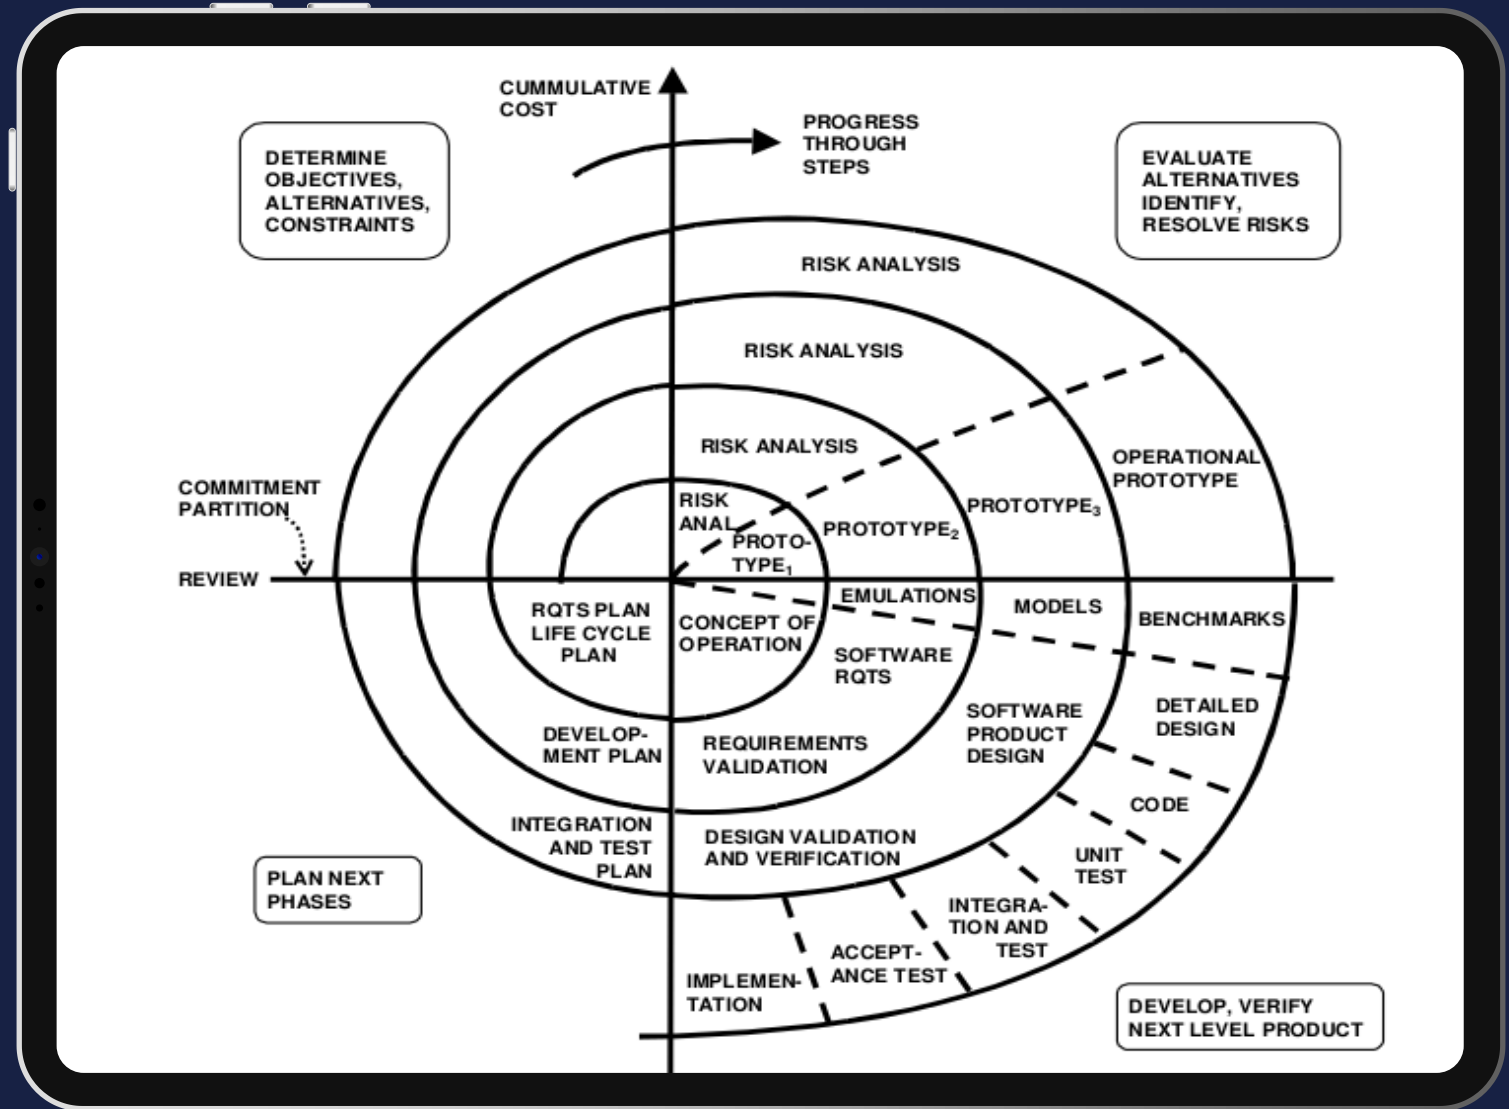 CUMMULATIVE
COST
PROGRESS
THROUGH
STEPS
DETERMINE
OBJECTIVES,
ALTERNATIVES,
CONSTRAINTS
EVALUATE
ALTERNATIVES
IDENTIFY,
RESOLVE RISKS
RISK ANALYSIS
RISK ANALYSIS
RISK ANALYSIS
RISK
ANAL.
OPERATIONAL
PROTOTYPE
PROTOTYPE₃
PROTOTYPE₂
PROTO-
TYPE₁
COMMITMENT
PARTITION
REVIEW
EMULATIONS
MODELS
BENCHMARKS
RQTS PLAN
LIFE CYCLE
PLAN
CONCEPT OF
OPERATION
SOFTWARE
RQTS
SOFTWARE
PRODUCT
DESIGN
DETAILED
DESIGN
DEVELOP-
MENT PLAN
REQUIREMENTS
VALIDATION
CODE
INTEGRATION
AND TEST
PLAN
DESIGN VALIDATION
AND VERIFICATION
UNIT
TEST
PLAN NEXT
PHASES
INTEGRA-
TION AND
TEST
ACCEPT-
ANCE TEST
IMPLEMEN-
TATION
DEVELOP, VERIFY
NEXT LEVEL PRODUCT